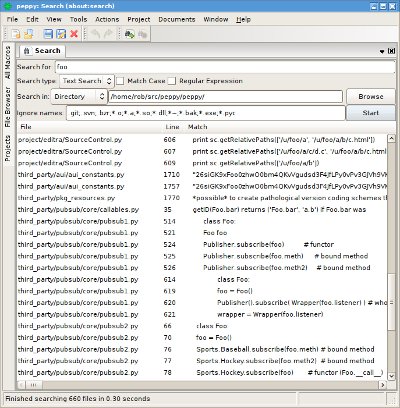 peppy: Search (about:search)
File Edit View Tools Actions Project Documents Window Help
Search
All Macros
File Browser
Projects
Search for: foo
Search type: Text Search Match Case Regular Expression
Search in: Directory /home/rob/src/peppy/peppy/ Browse
Ignore names: .gd;.svn;.bzr;*.o;*.a;*.so;*.dll;*~;*.bak;*.exe;*.pyc Start
File Line Match
project/editra/SourceControl.py 606 print sc.getRelativePaths(['/u/foo/a', '/u/foo/a/b/c.html'])
project/editra/SourceControl.py 607 print sc.getRelativePaths(['/u/foo/a/c/d.c', '/u/foo/a/b/c.html
project/editra/SourceControl.py 609 print sc.getRelativePaths(['/u/foo/a/b'])
third_party/aui/aui_constants.py 1710
third_party/aui/aui_constants.py 1757
third_party/pkg_resources.py 1770 *possible* to create pathological version coding schemes th
third_party/pubsub/core/callables.py 35 getID(Foo.bar) returns ('Foo.bar', 'a.b') if Foo.bar was
third_party/pubsub/core/pubsub1.py 514 class Foo:
third_party/pubsub/core/pubsub1.py 521 Foo foo
third_party/pubsub/core/pubsub1.py 524 Publisher.subscribe(foo) # functor
third_party/pubsub/core/pubsub1.py 525 Publisher.subscribe(foo.meth) # bound method
third_party/pubsub/core/pubsub1.py 526 Publisher.subscribe(foo.meth2) # bound method
third_party/pubsub/core/pubsub1.py 614 class Foo:
third_party/pubsub/core/pubsub1.py 619 foo = Foo()
third_party/pubsub/core/pubsub1.py 620 Publisher().subscribe( Wrapper(foo.listener) ) # who
third_party/pubsub/core/pubsub1.py 621 wrapper = Wrapper(foo.listener)
third_party/pubsub/core/pubsub2.py 66 class Foo:
third_party/pubsub/core/pubsub2.py 70 foo = Foo()
third_party/pubsub/core/pubsub2.py 76 Sports.Baseball.subscribe(foo.meth) # bound method
third_party/pubsub/core/pubsub2.py 77 Sports.Hockey.subscribe(foo.meth2) # bound method
third_party/pubsub/core/pubsub2.py 78 Sports.Hockey.subscribe(foo) # functor (Foo.__call__)
Finished searching 660 files in 0.30 seconds